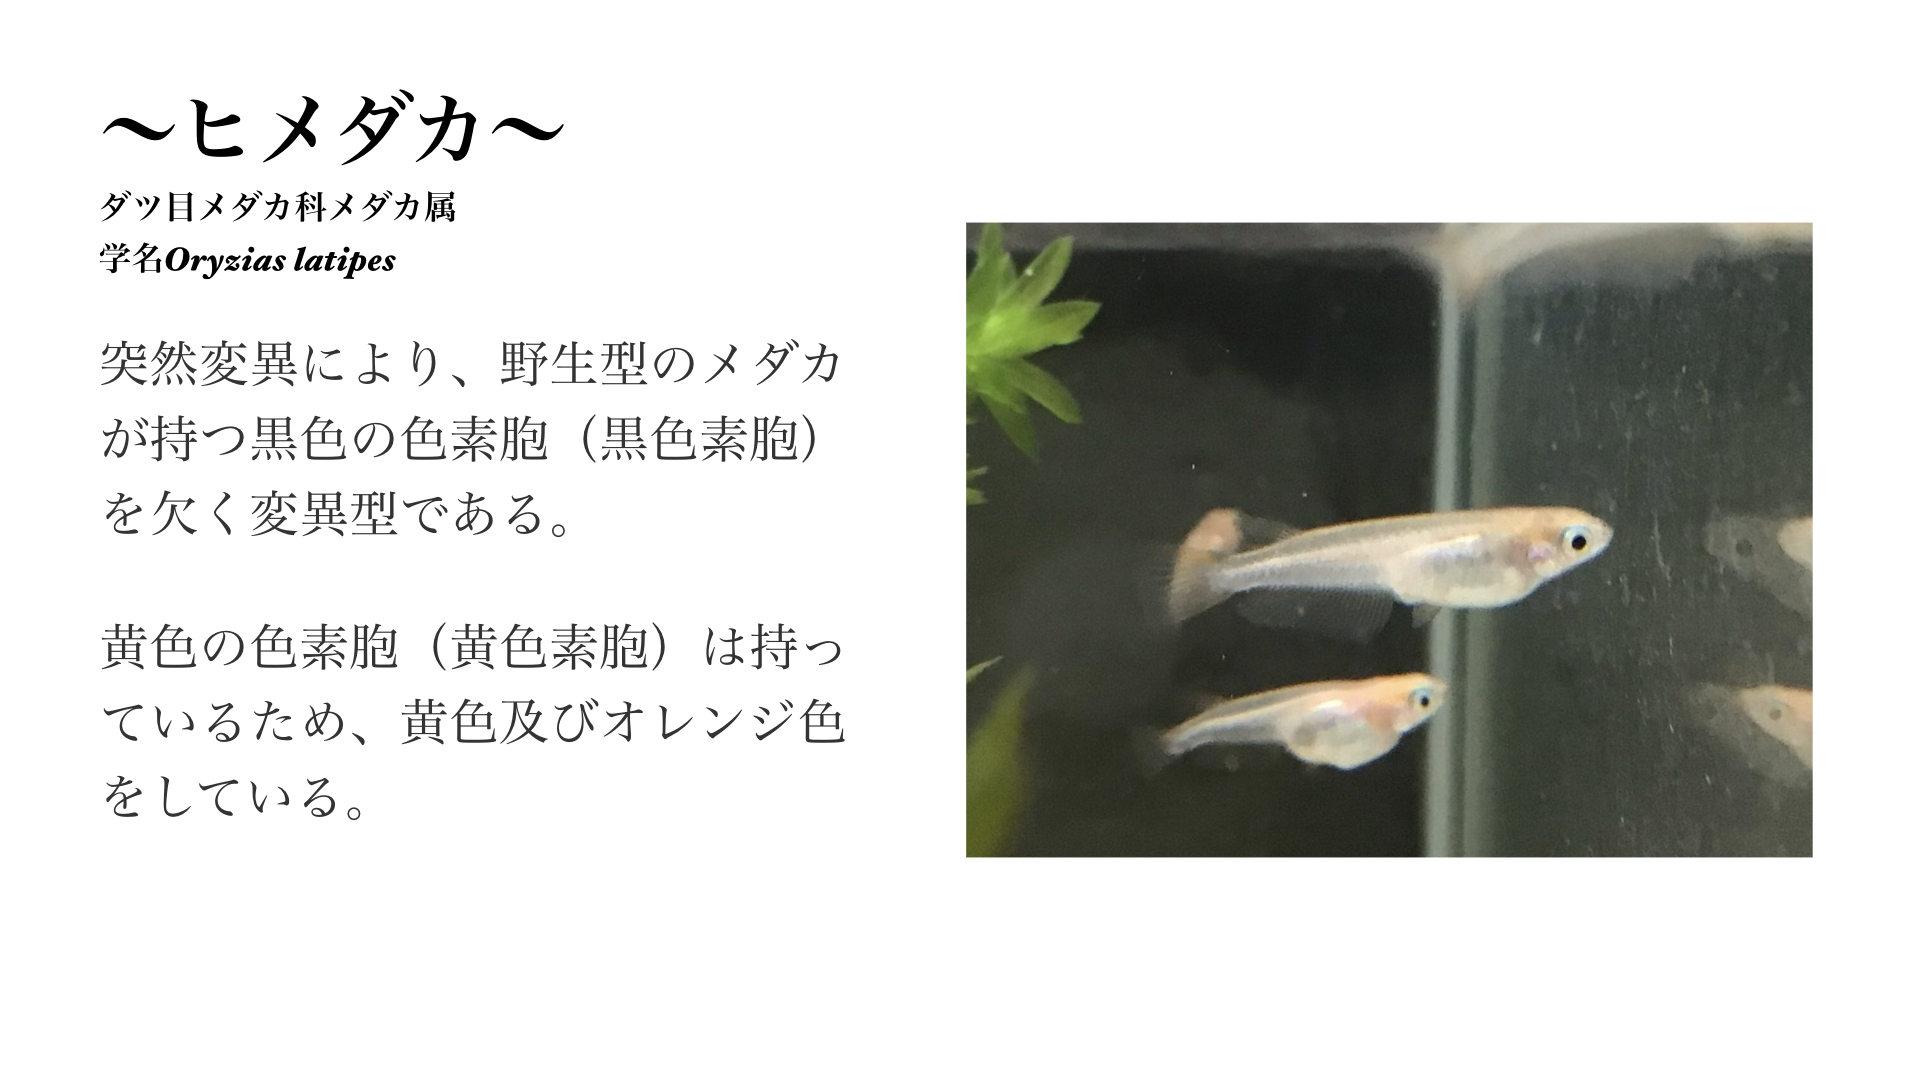 〜ヒメダカ〜
ダツ目メダカ科メダカ属
学名Oryzias latipes
突然変異により、野生型のメダカ
が持つ黒色の色素胞（黒色素胞）
を欠く変異型である。
黄色の色素胞（黄色素胞）は持っ
ているため、黄色及びオレンジ色
をしている。